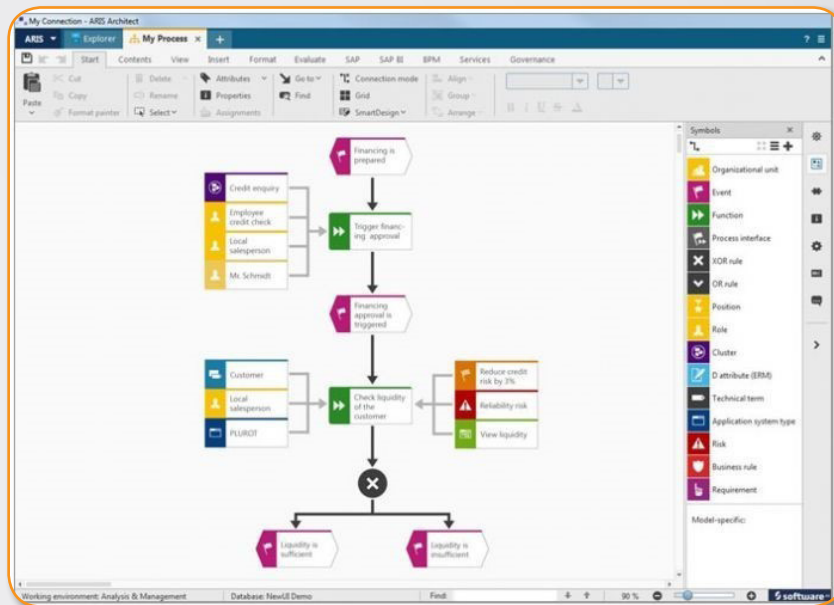 My Connection - ARIS Architect
ARIS Explorer My Process × + ?
Start Contents View Insert Format Evaluate SAP SAP BI BPM Services Governance
Paste
Cut
Copy
Format painter
Delete
Rename
Select
Attributes
Properties
Assignments
Go to
Find
Connection mode
Grid
SmartDesign
Align
Group
Arrange
B I U S A
Financing is
prepared
Credit enquiry
Employee
credit check
Local
salesperson
Mr. Schmidt
Trigger financ-
ing approval
Financing
approval is
triggered
Customer
Local
salesperson
PLUROT
Check liquidity
of the
customer
Reduce credit
risk by 3%
Reliability risk
View liquidity
Liquidity is
sufficient
Liquidity is
insufficient
Symbols ×
Organizational unit
Event
Function
Process interface
XOR rule
OR rule
Position
Role
Cluster
D attribute (ERM)
Technical term
Application system type
Risk
Business rule
Requirement
Model-specific:
Working environment: Analysis & Management Database: NewUI Demo Find: 90 % software